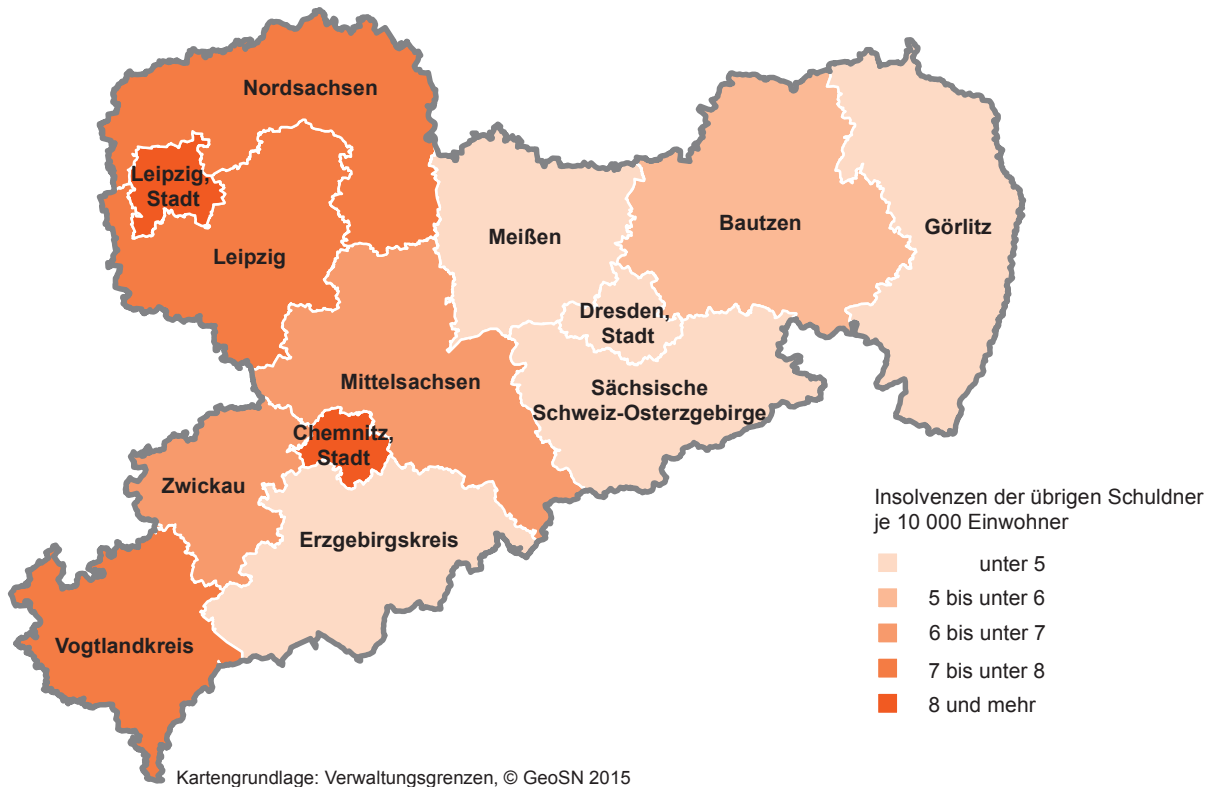 Nordsachsen
Leipzig,
Stadt
Leipzig
Meißen
Bautzen
Görlitz
Dresden,
Stadt
Mittelsachsen
Sächsische
Schweiz-Osterzgebirge
Chemnitz,
Stadt
Zwickau
Erzgebirgskreis
Vogtlandkreis
Insolvenzen der übrigen Schuldner
je 10 000 Einwohner
unter 5
5 bis unter 6
6 bis unter 7
7 bis unter 8
8 und mehr
Kartengrundlage: Verwaltungsgrenzen, © GeoSN 2015